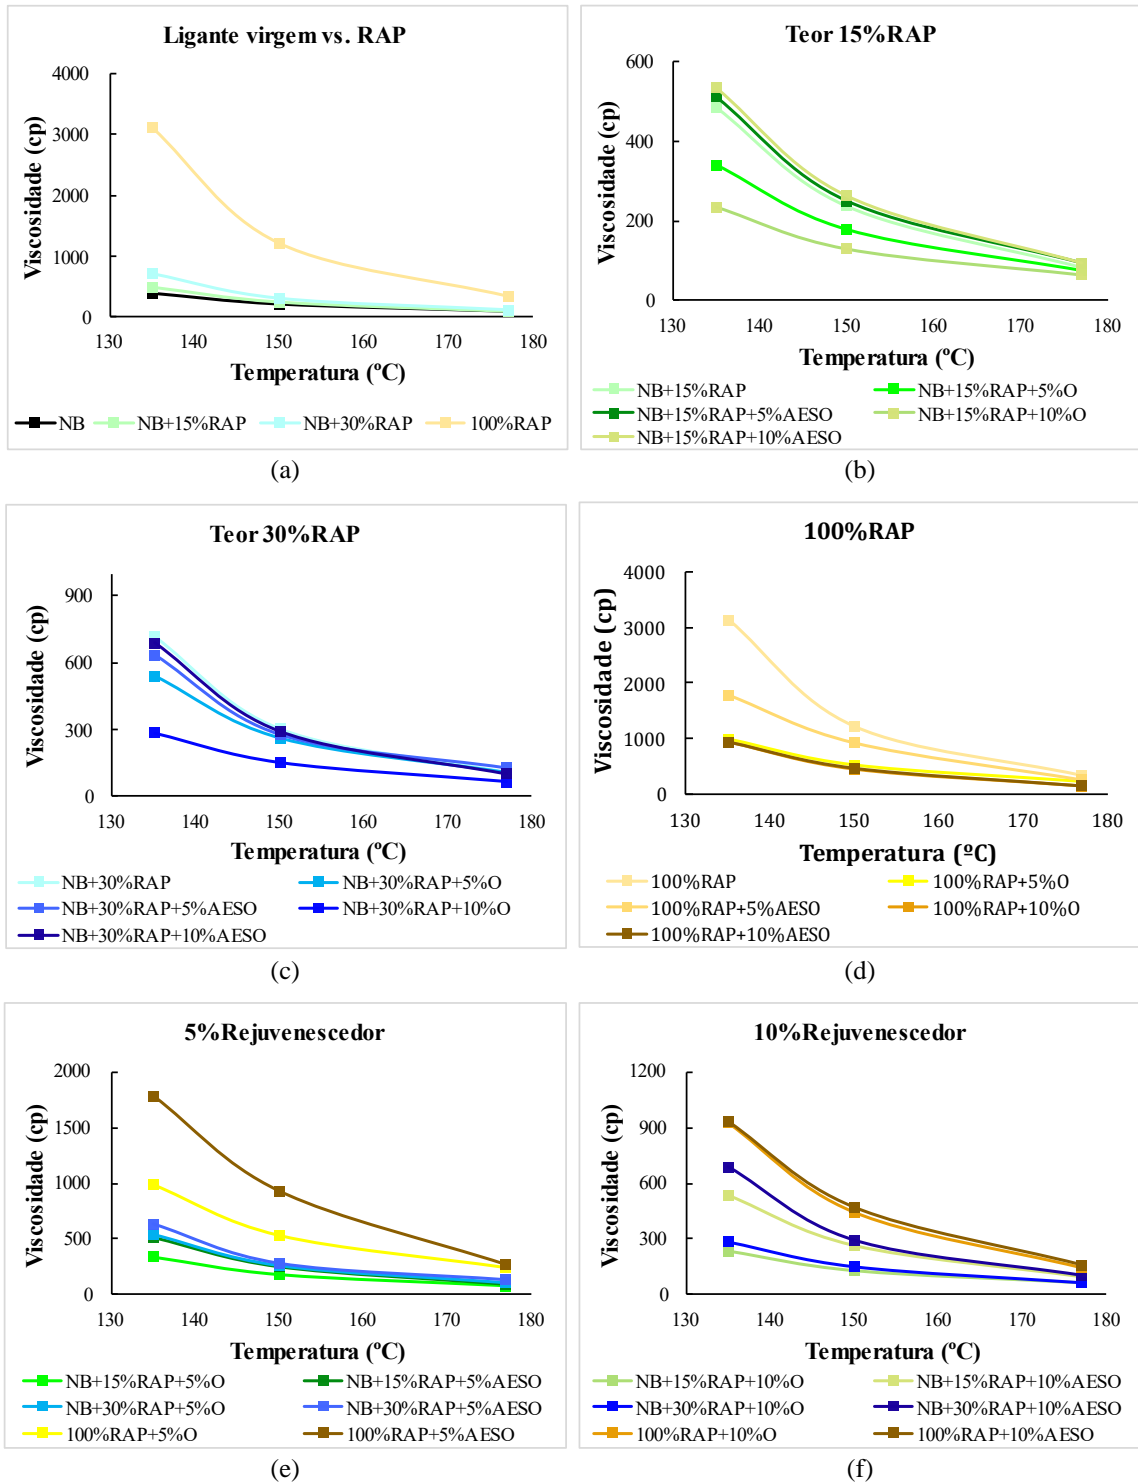 Ligante virgem vs. RAP
4000
3000
2000
1000
0
130 140 150 160 170 180
Viscosidade (cp)
Temperatura (ºC)
NB NB+15%RAP NB+30%RAP 100%RAP
(a)
Teor 15%RAP
600
400
200
0
130 140 150 160 170 180
Viscosidade (cp)
Temperatura (ºC)
NB+15%RAP NB+15%RAP+5%O
NB+15%RAP+5%AESO NB+15%RAP+10%O
NB+15%RAP+10%AESO
(b)
Teor 30%RAP
900
600
300
0
130 140 150 160 170 180
Viscosidade (cp)
Temperatura (ºC)
NB+30%RAP NB+30%RAP+5%O
NB+30%RAP+5%AESO NB+30%RAP+10%O
NB+30%RAP+10%AESO
(c)
100%RAP
4000
3000
2000
1000
0
130 140 150 160 170 180
Viscosidade (cp)
Temperatura (ºC)
100%RAP 100%RAP+5%O
100%RAP+5%AESO 100%RAP+10%O
100%RAP+10%AESO
(d)
5%Rejuvenescedor
2000
1500
1000
500
0
130 140 150 160 170 180
Viscosidade (cp)
Temperatura (ºC)
NB+15%RAP+5%O NB+15%RAP+5%AESO
NB+30%RAP+5%O NB+30%RAP+5%AESO
100%RAP+5%O 100%RAP+5%AESO
(e)
10%Rejuvenescedor
1200
900
600
300
0
130 140 150 160 170 180
Viscosidade (cp)
Temperatura (ºC)
NB+15%RAP+10%O NB+15%RAP+10%AESO
NB+30%RAP+10%O NB+30%RAP+10%AESO
100%RAP+10%O 100%RAP+10%AESO
(f)